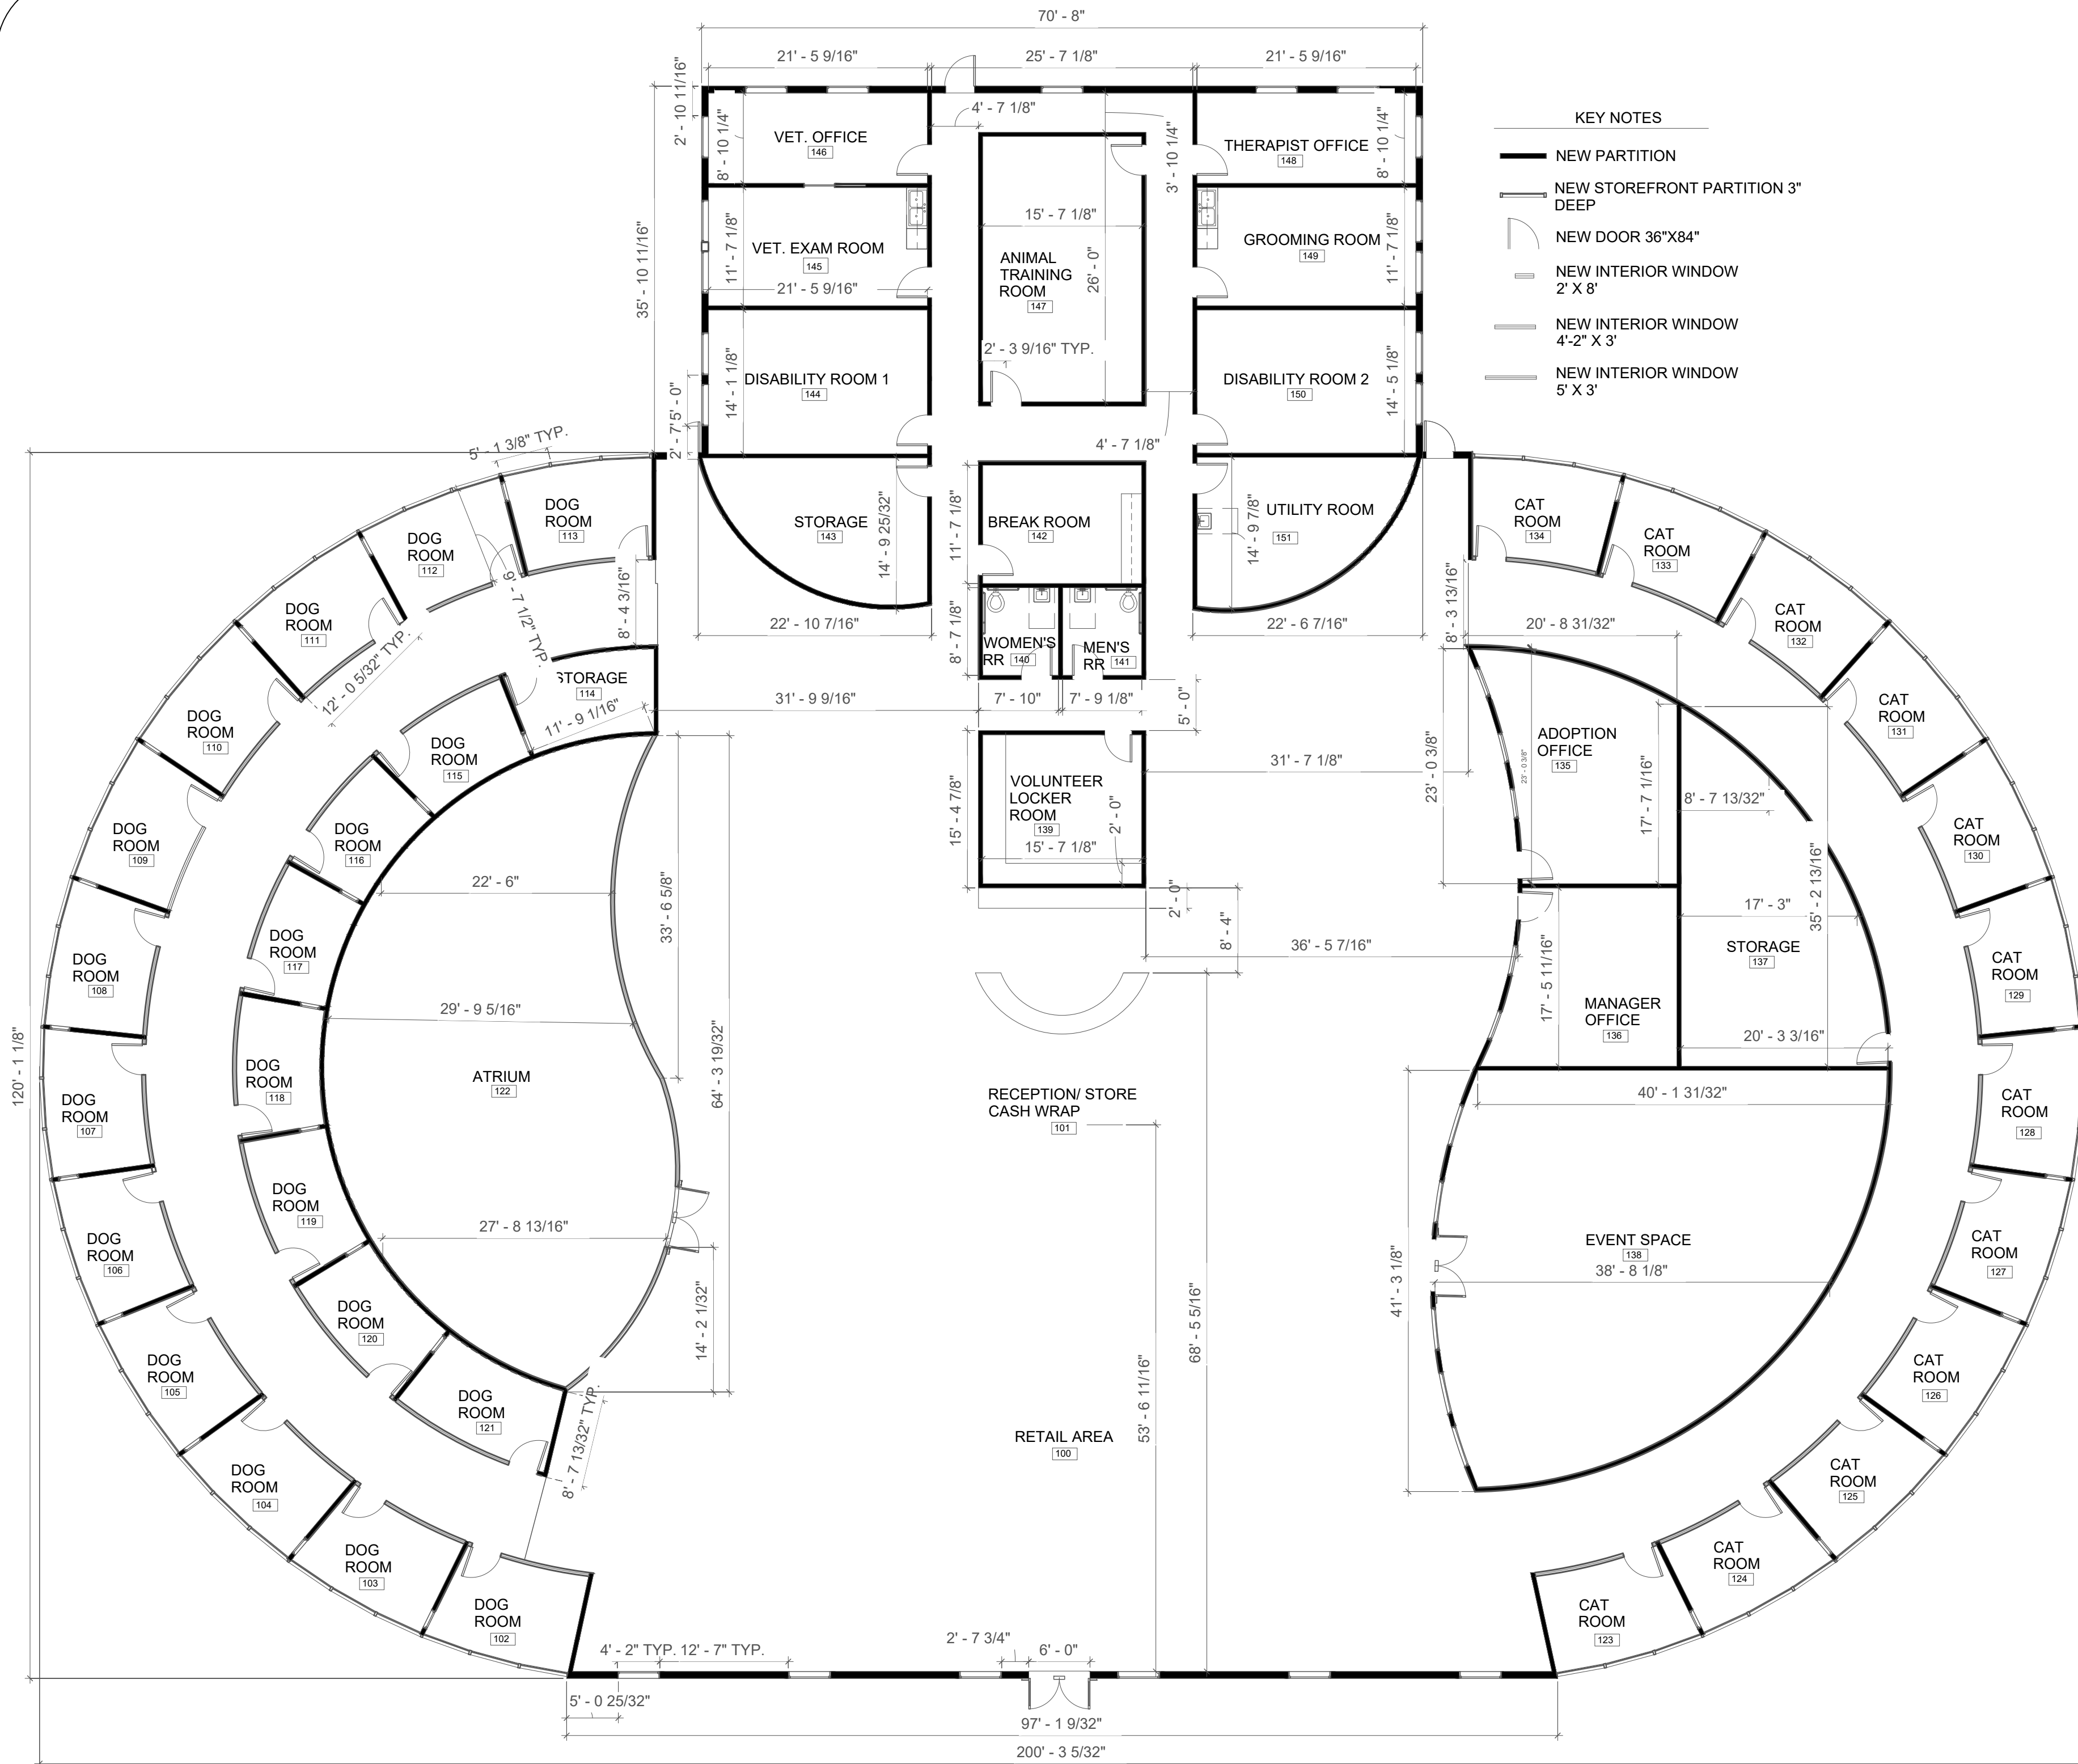 70' - 8"
21' - 5 9/16"
25' - 7 1/8"
21' - 5 9/16"
2' - 10 11/16"
4' - 7 1/8"
8' - 10 1/4"
VET. OFFICE
146
3' - 10 1/4"
THERAPIST OFFICE
148
8' - 10 1/4"
KEY NOTES
NEW PARTITION
NEW STOREFRONT PARTITION 3"
DEEP
NEW DOOR 36"X84"
NEW INTERIOR WINDOW
2' X 8'
NEW INTERIOR WINDOW
4'-2" X 3'
NEW INTERIOR WINDOW
5' X 3'
35' - 10 11/16"
11' - 7 1/8"
VET. EXAM ROOM
145
21' - 5 9/16"
15' - 7 1/8"
ANIMAL
TRAINING
ROOM
147
26' - 0"
2' - 3 9/16" TYP.
GROOMING ROOM
149
11' - 7 1/8"
14' - 1 1/8"
DISABILITY ROOM 1
144
5' - 0"
2' - 7"
DISABILITY ROOM 2
150
14' - 5 1/8"
4' - 7 1/8"
5' - 1 3/8" TYP.
DOG
ROOM
113
DOG
ROOM
112
9' - 7 1/2" TYP.
8' - 4 3/16"
STORAGE
143
14' - 9 25/32"
22' - 10 7/16"
11' - 7 1/8"
BREAK ROOM
142
14' - 9 7/8"
UTILITY ROOM
151
22' - 6 7/16"
8' - 3 13/16"
CAT
ROOM
134
CAT
ROOM
133
CAT
ROOM
132
20' - 8 31/32"
DOG
ROOM
111
12' - 0 5/32" TYP.
8' - 7 1/8"
WOMEN'S
RR 140
MEN'S
RR 141
STORAGE
114
11' - 9 1/16"
31' - 9 9/16"
7' - 10"
7' - 9 1/8"
5' - 0"
DOG
ROOM
110
DOG
ROOM
115
CAT
ROOM
131
ADOPTION
OFFICE
135
23' - 0 3/8"
23' - 0 3/8"
17' - 7 1/16"
8' - 7 13/32"
31' - 7 1/8"
15' - 4 7/8"
VOLUNTEER
LOCKER
ROOM
139
2' - 0"
15' - 7 1/8"
2' - 0"
8' - 4"
DOG
ROOM
109
DOG
ROOM
116
CAT
ROOM
130
22' - 6"
33' - 6 5/8"
35' - 2 13/16"
17' - 3"
STORAGE
137
36' - 5 7/16"
DOG
ROOM
108
DOG
ROOM
117
CAT
ROOM
129
29' - 9 5/16"
17' - 5 11/16"
MANAGER
OFFICE
136
20' - 3 3/16"
120' - 1 1/8"
DOG
ROOM
107
DOG
ROOM
118
ATRIUM
122
64' - 3 19/32"
RECEPTION/ STORE
CASH WRAP
101
40' - 1 31/32"
CAT
ROOM
128
DOG
ROOM
106
DOG
ROOM
119
27' - 8 13/16"
EVENT SPACE
138
38' - 8 1/8"
CAT
ROOM
127
14' - 2 1/32"
68' - 5 5/16"
41' - 3 1/8"
DOG
ROOM
105
DOG
ROOM
120
CAT
ROOM
126
DOG
ROOM
121
8' - 7 13/32" TYP.
RETAIL AREA
100
53' - 6 11/16"
DOG
ROOM
104
CAT
ROOM
125
DOG
ROOM
103
CAT
ROOM
124
DOG
ROOM
102
CAT
ROOM
123
4' - 2" TYP. 12' - 7" TYP.
2' - 7 3/4"
6' - 0"
5' - 0 25/32"
97' - 1 9/32"
200' - 3 5/32"